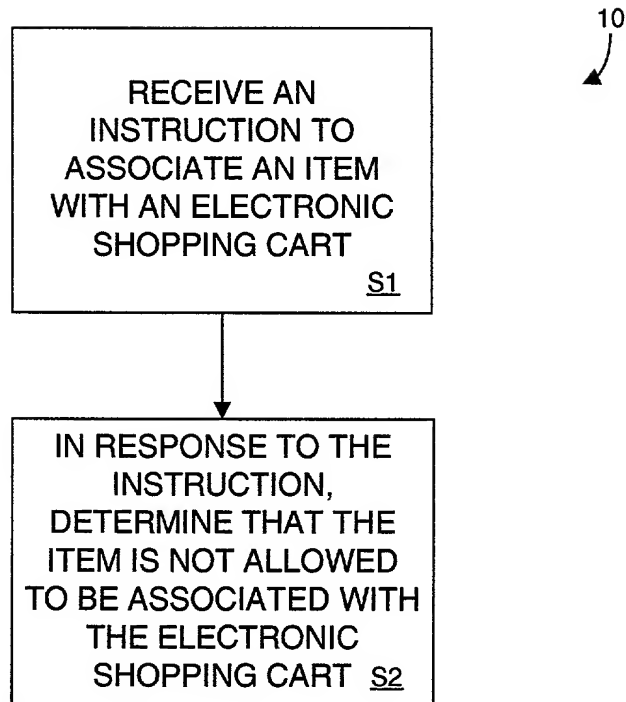 10
RECEIVE AN
INSTRUCTION TO
ASSOCIATE AN ITEM
WITH AN ELECTRONIC
SHOPPING CART
S1
IN RESPONSE TO THE
INSTRUCTION,
DETERMINE THAT THE
ITEM IS NOT ALLOWED
TO BE ASSOCIATED WITH
THE ELECTRONIC
SHOPPING CART S2